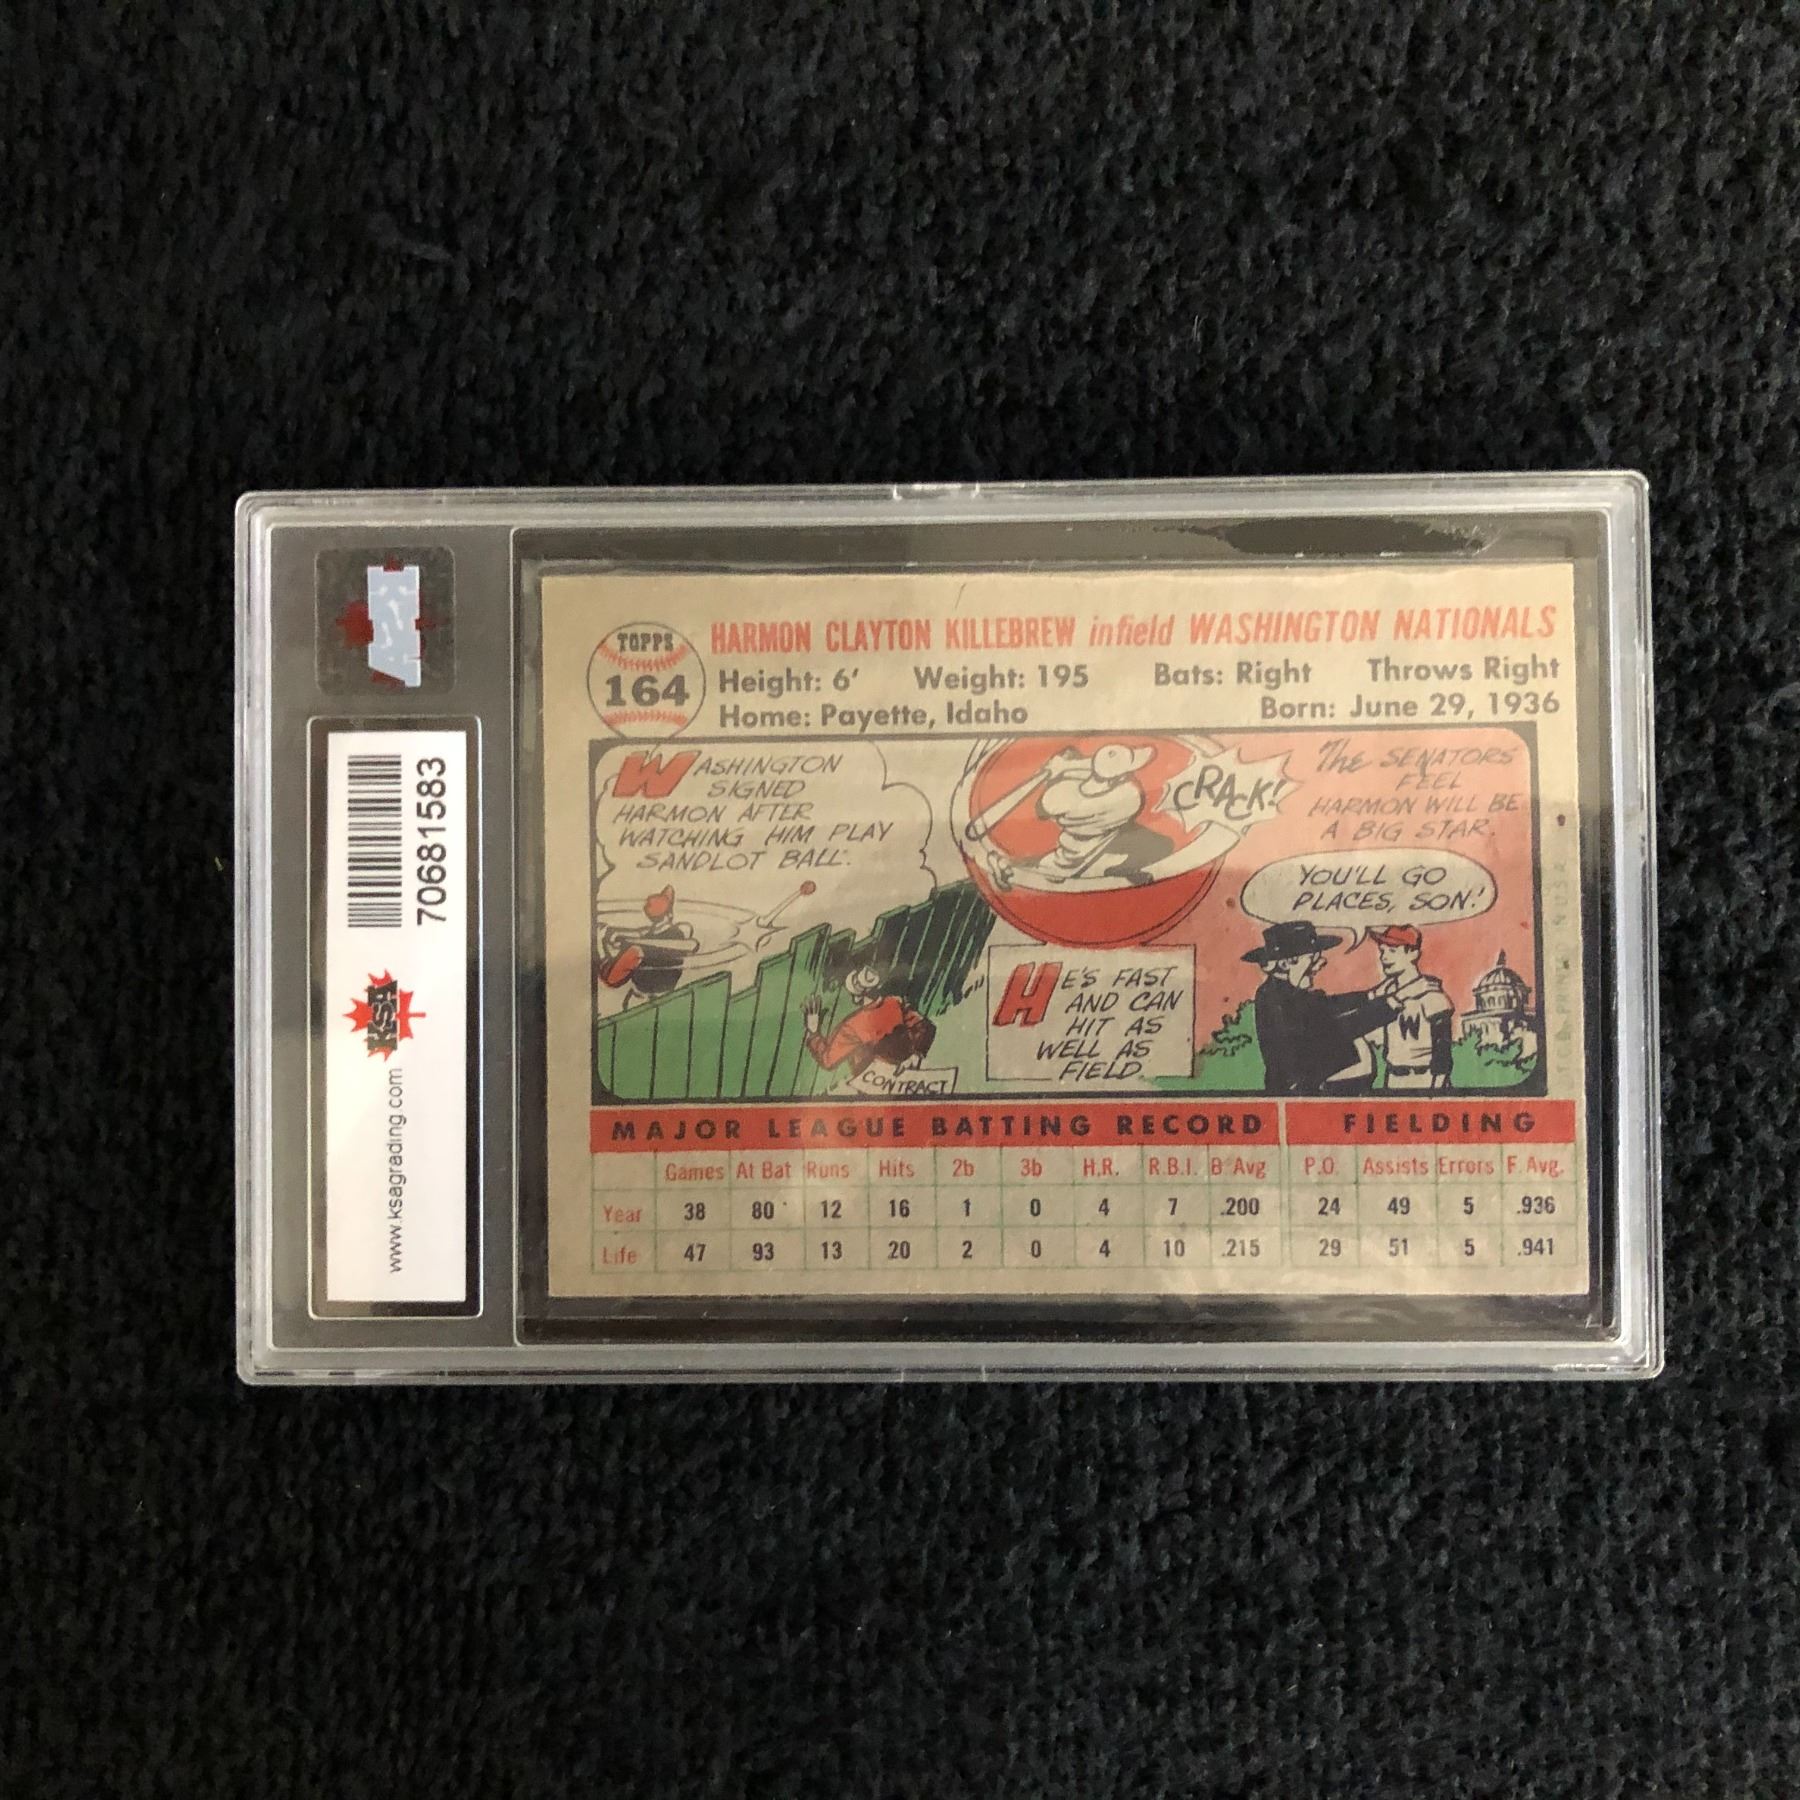 70681583
KSA
www.ksagrading.com
TOPPS
164
HARMON CLAYTON KILLEBREW infield WASHINGTON NATIONALS
Height: 6' Weight: 195 Bats: Right Throws Right
Home: Payette, Idaho Born: June 29, 1936
WASHINGTON
SIGNED
HARMON AFTER
WATCHING HIM PLAY
SANDLOT BALL.
CONTRACT
CRACK!
HE'S FAST
AND CAN
HIT AS
WELL AS
FIELD.
THE SENATORS
FEEL
HARMON WILL BE
A BIG STAR.
YOU'LL GO
PLACES, SON!
W
T.C.G. PRINTED IN U.S.A.
MAJOR LEAGUE BATTING RECORD FIELDING
Games At Bat Runs Hits 2b 3b H.R. R.B.I. B Avg P.O. Assists Errors F. Avg.
Year 38 80 12 16 1 0 4 7 .200 24 49 5 .936
Life 47 93 13 20 2 0 4 10 .215 29 51 5 .941